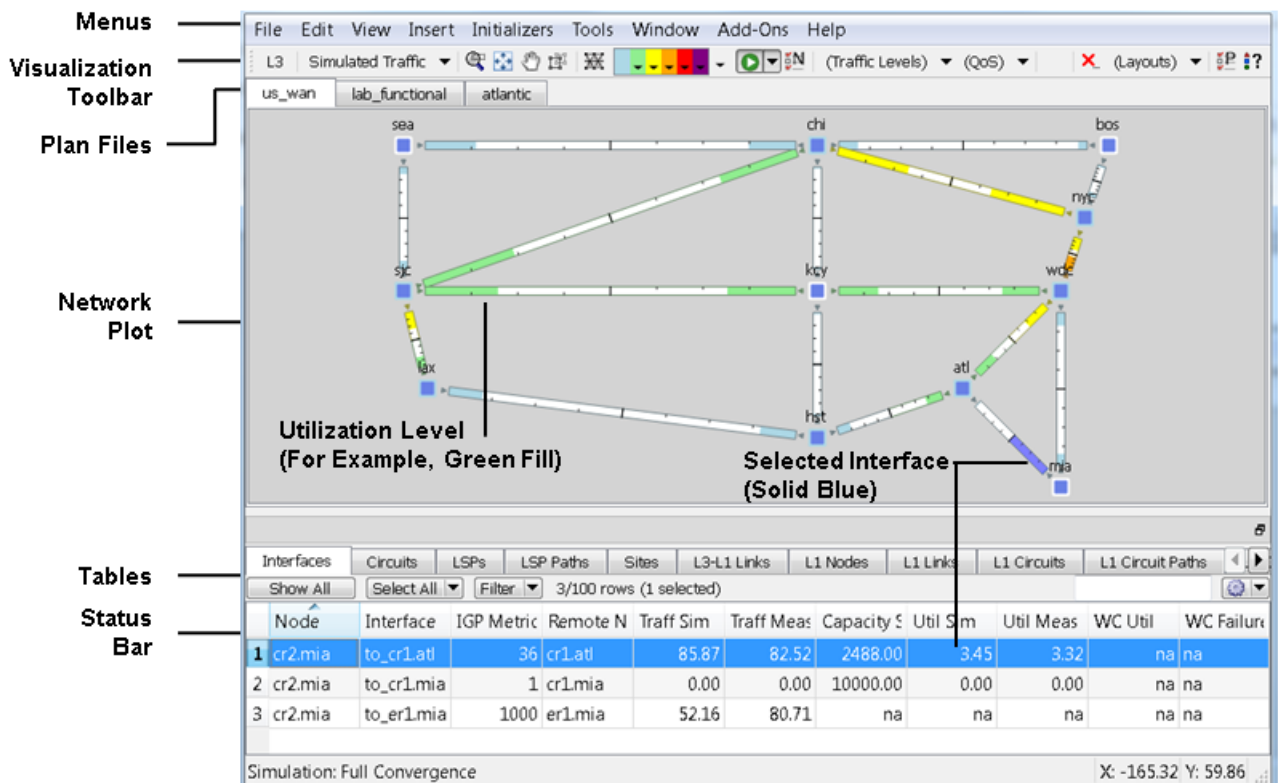 Menus
File Edit View Insert Initializers Tools Window Add-Ons Help
Visualization
Toolbar
L3 Simulated Traffic (Traffic Levels) (QoS) (Layouts)
Plan Files
us_wan lab_functional atlantic
sea chi bos
nyc
sjc kcy wdc
Network
Plot
lax atl
hst
Utilization Level
(For Example, Green Fill)
Selected Interface
(Solid Blue)
mia
Tables
Interfaces Circuits LSPs LSP Paths Sites L3-L1 Links L1 Nodes L1 Links L1 Circuits L1 Circuit Paths
Show All Select All Filter 3/100 rows (1 selected)
Status
Bar
Node Interface IGP Metric Remote N Traff Sim Traff Meas Capacity S Util Sim Util Meas WC Util WC Failure
1 cr2.mia to_cr1.atl 36 cr1.atl 85.87 82.52 2488.00 3.45 3.32 na na
2 cr2.mia to_cr1.mia 1 cr1.mia 0.00 0.00 10000.00 0.00 0.00 na na
3 cr2.mia to_er1.mia 1000 er1.mia 52.16 80.71 na na na na na
Simulation: Full Convergence X: -165.32 Y: 59.86